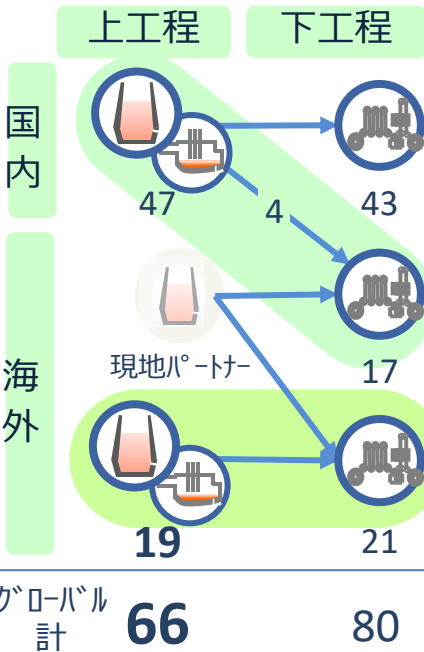 上工程 下工程
国内
47 4 43
現地ﾊﾟｰﾄﾅｰ 17
海外
19 21
ｸﾞﾛｰﾊﾞﾙ
計 66 80